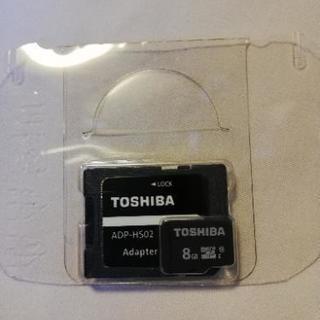 ◄ LOCK
TOSHIBA
ADP-HS02
Adapter
TOSHIBA
8GB